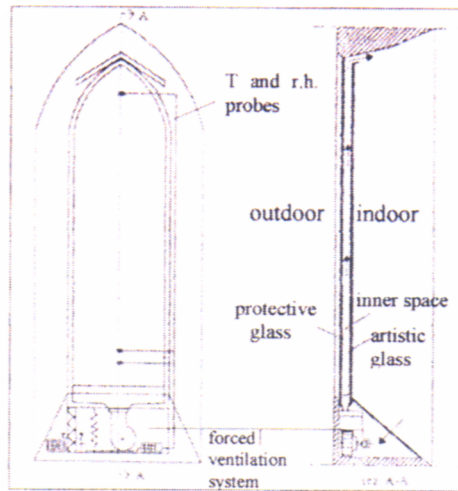 T and r.h.
probes
outdoor
indoor
protective
glass
inner space
artistic
glass
forced
ventilation
system